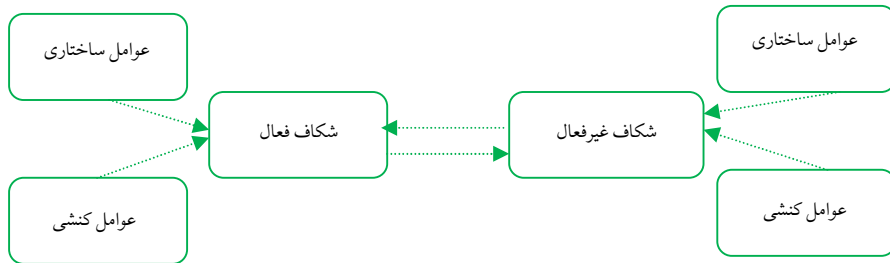 عوامل ساختاری
عوامل ساختاری
شکاف غیرفعال
شکاف فعال
عوامل کنشی
عوامل کنشی